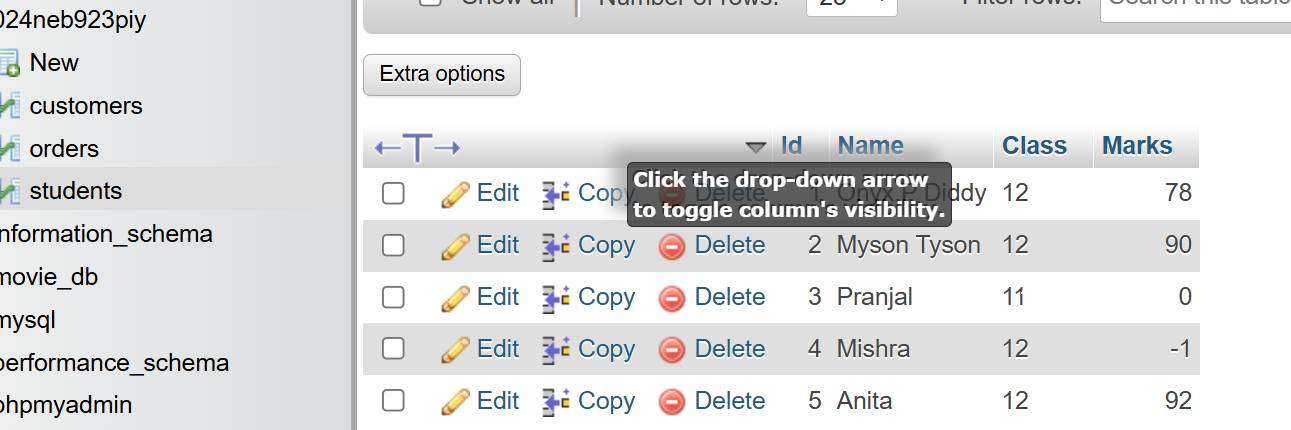 024neb923piy
New
customers
orders
students
information_schema
movie_db
mysql
performance_schema
phpmyadmin
Show all Number of rows: 25 Filter rows: Search this table
Extra options
Id Name Class Marks
Click the drop-down arrow
to toggle column's visibility.
Edit Copy Delete 1 Onyx P Diddy 12 78
Edit Copy Delete 2 Myson Tyson 12 90
Edit Copy Delete 3 Pranjal 11 0
Edit Copy Delete 4 Mishra 12 -1
Edit Copy Delete 5 Anita 12 92